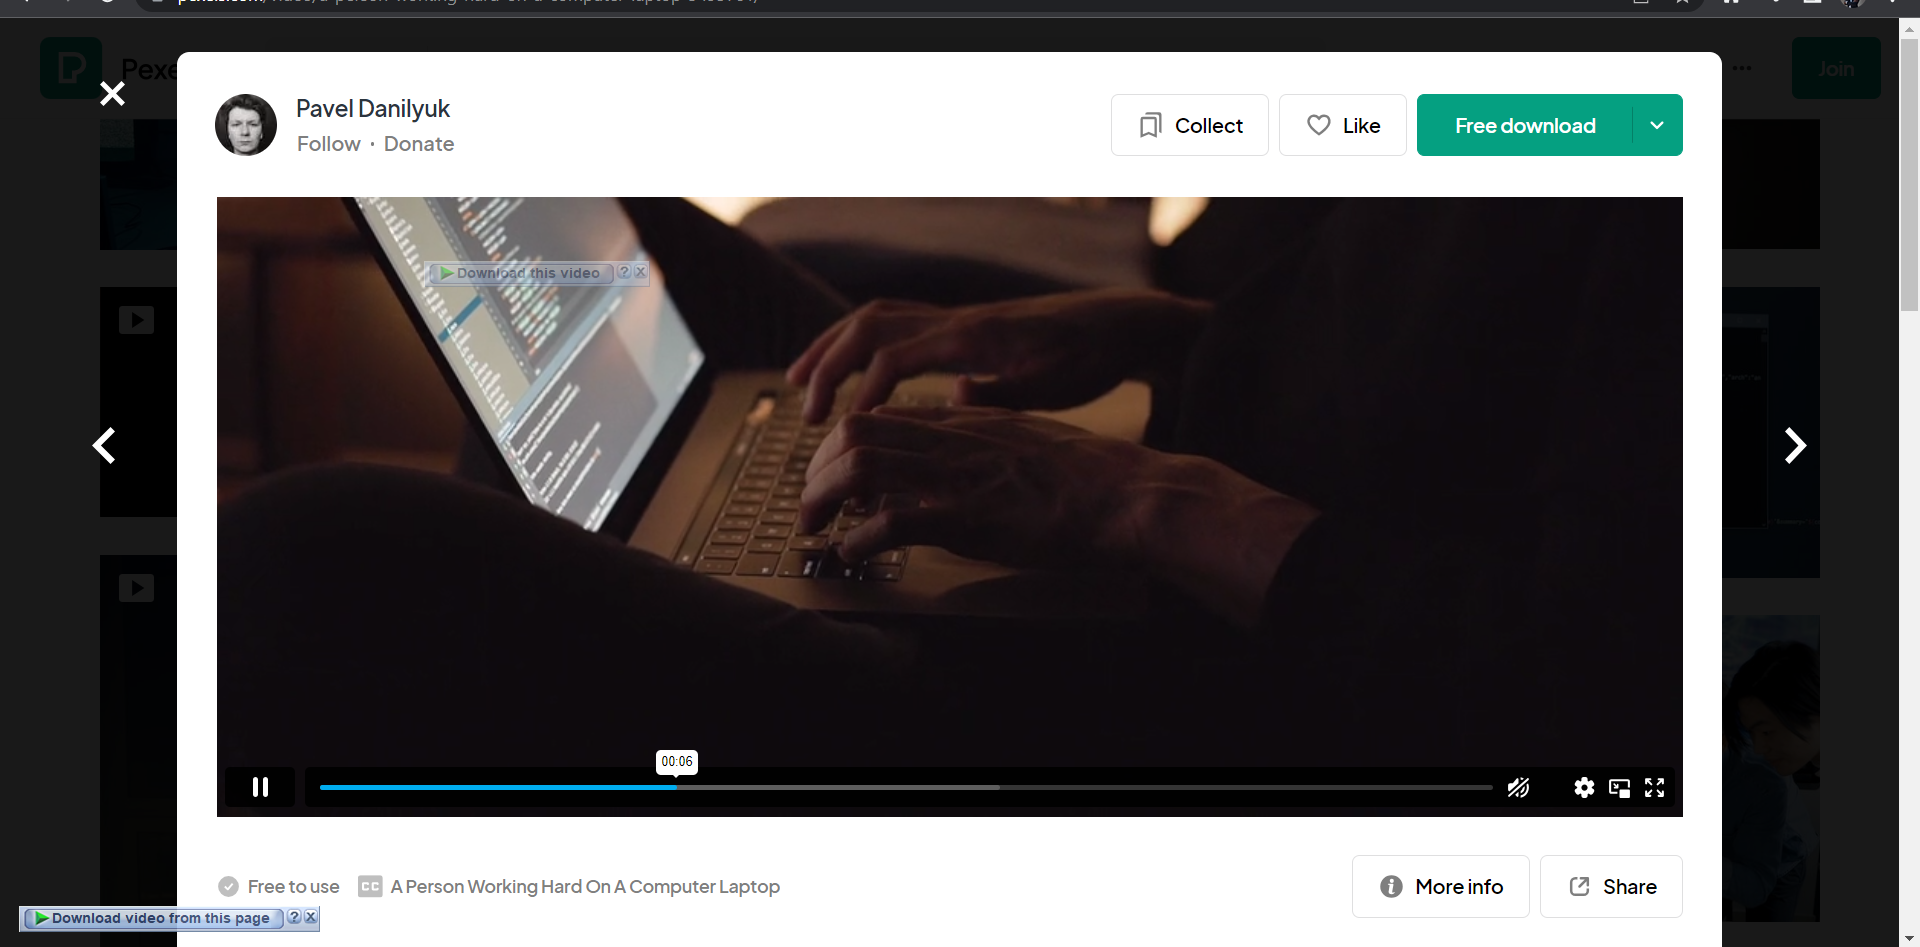 Pexe
Join
Pavel Danilyuk
Follow • Donate
Collect
Like
Free download
Download this video
?
00:06
Free to use
CC
A Person Working Hard On A Computer Laptop
More info
Share
Download video from this page
?